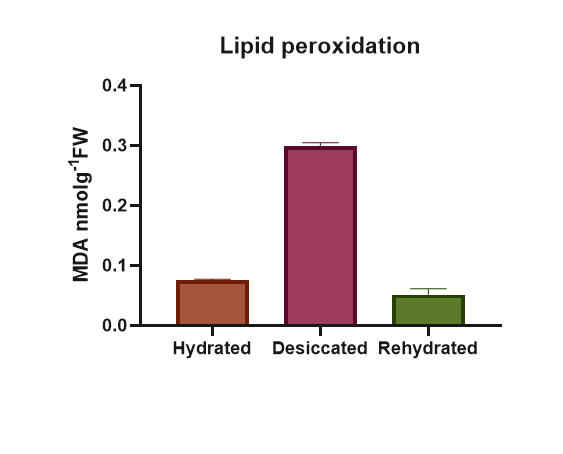 Lipid peroxidation
MDA nmolg⁻¹FW
0.4
0.3
0.2
0.1
0.0
Hydrated Desiccated Rehydrated